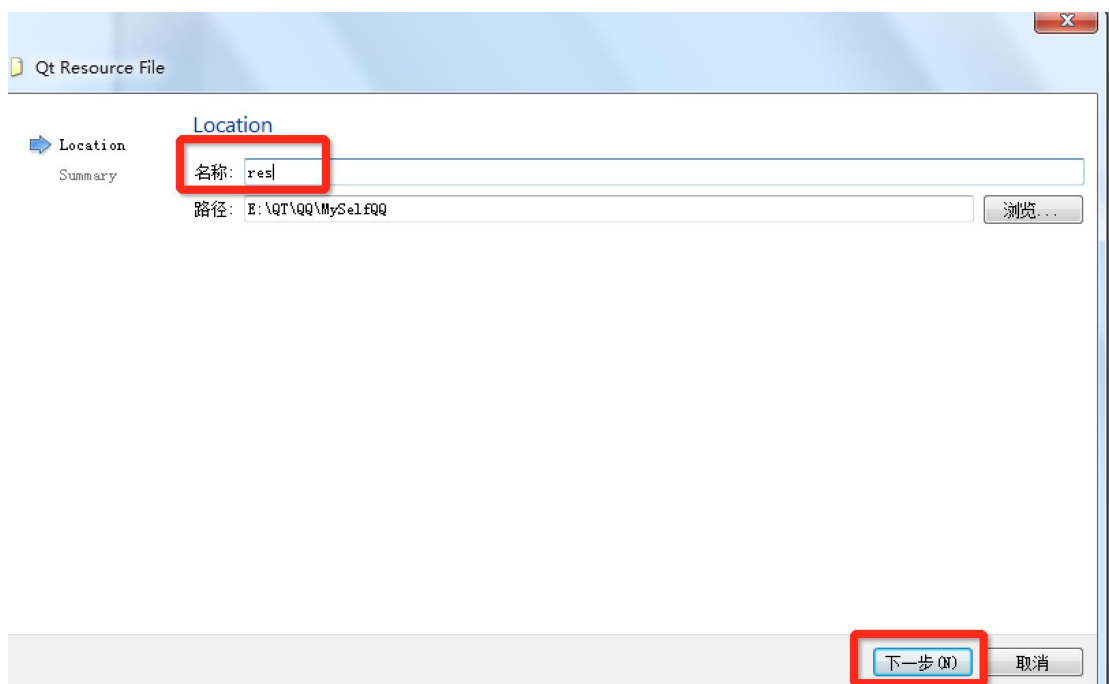 Qt Resource File
Location
Location
Summary
名称: res
路径: E:\QT\QQ\MySelfQQ
浏览...
下一步(N)
取消